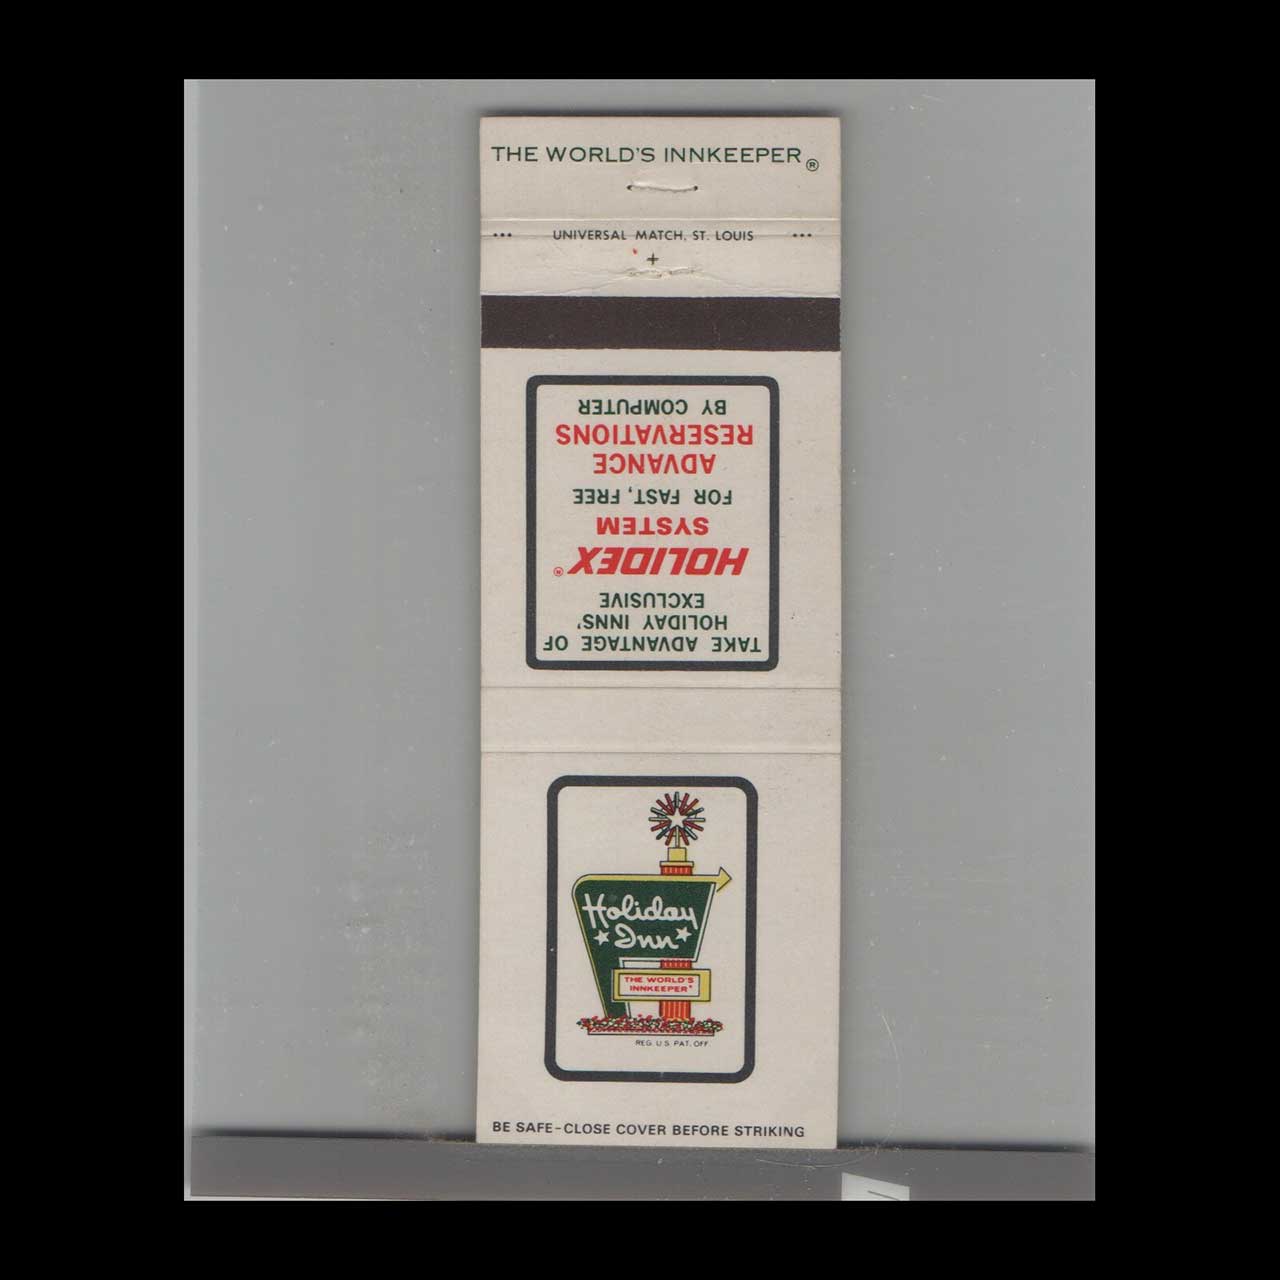 THE WORLD'S INNKEEPER®
••• UNIVERSAL MATCH, ST. LOUIS •••
+
TAKE ADVANTAGE OF
HOLIDAY INNS'
EXCLUSIVE
HOLIDEX®
SYSTEM
FOR FAST, FREE
ADVANCE
RESERVATIONS
BY COMPUTER
Holiday
Inn
THE WORLD'S
INNKEEPER®
REG. U.S. PAT. OFF.
BE SAFE-CLOSE COVER BEFORE STRIKING